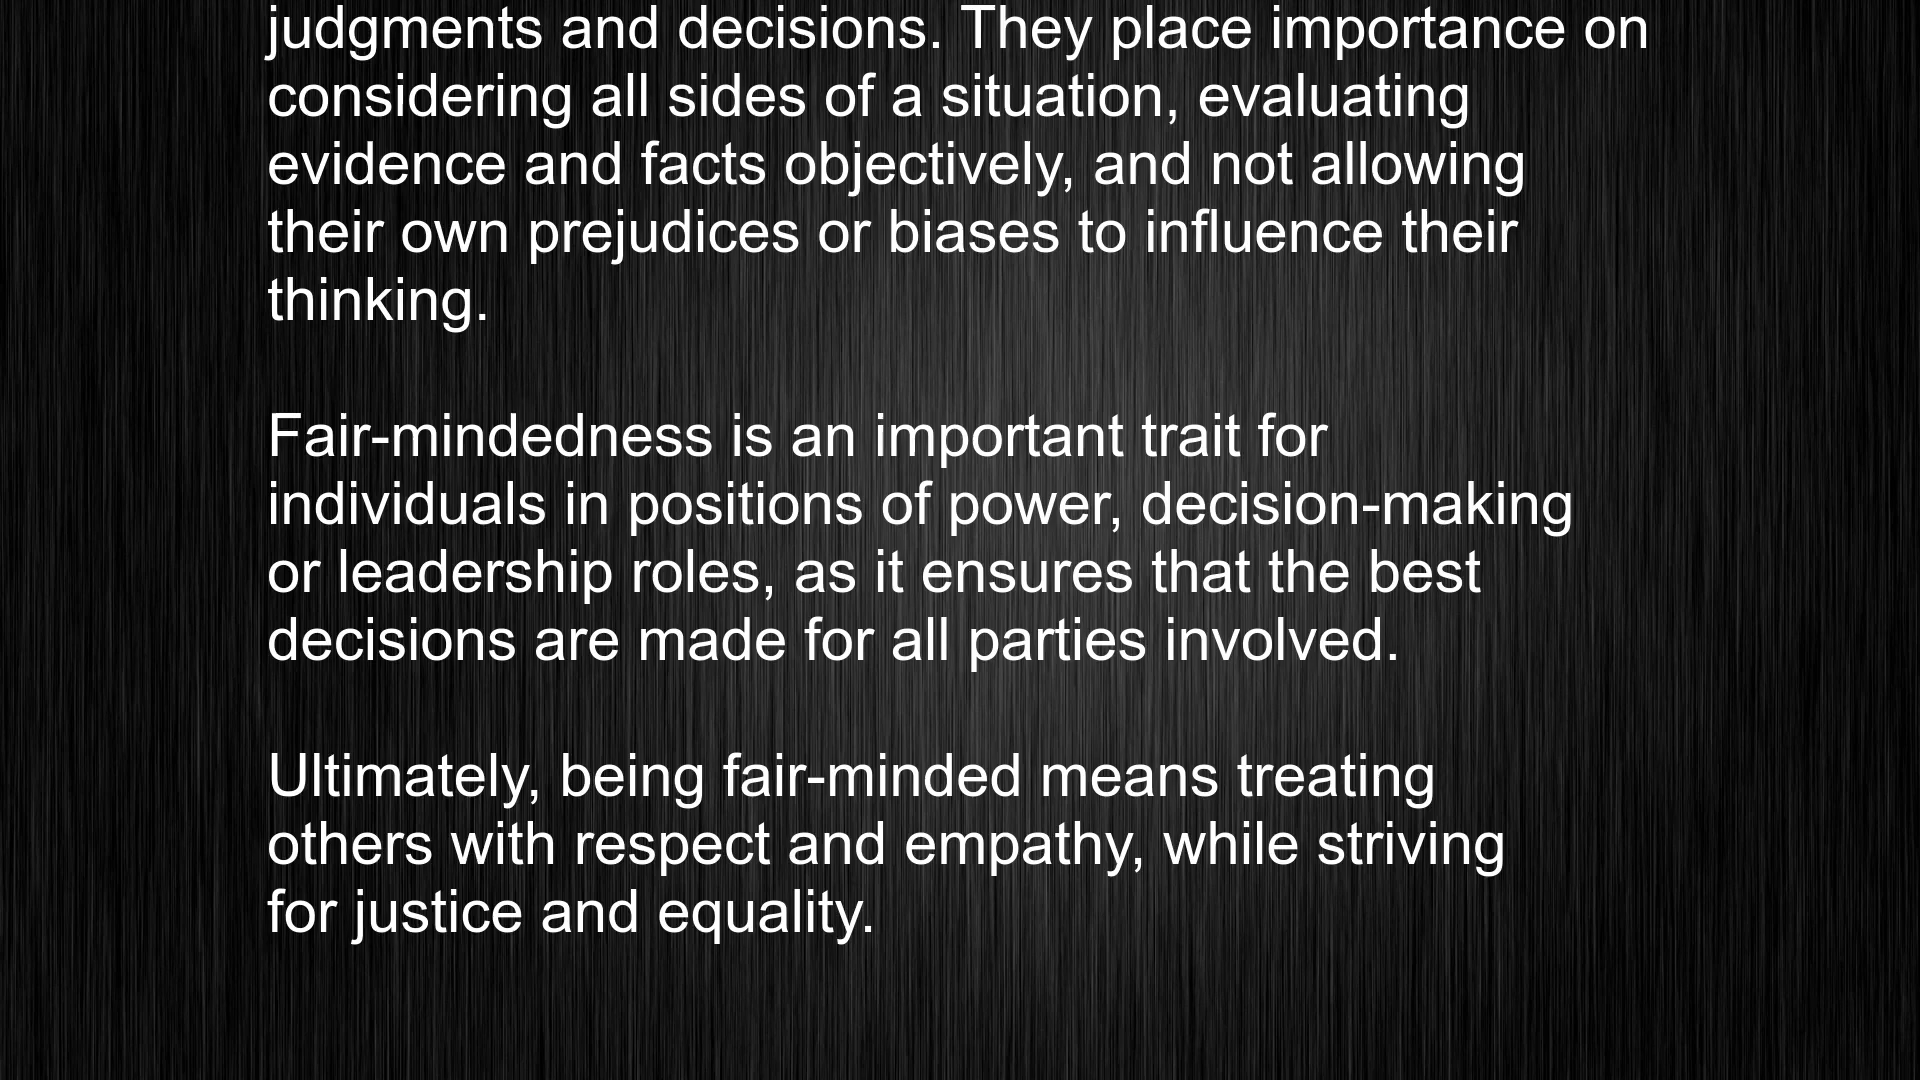 judgments and decisions. They place importance on
considering all sides of a situation, evaluating
evidence and facts objectively, and not allowing
their own prejudices or biases to influence their
thinking.
Fair-mindedness is an important trait for
individuals in positions of power, decision-making
or leadership roles, as it ensures that the best
decisions are made for all parties involved.
Ultimately, being fair-minded means treating
others with respect and empathy, while striving
for justice and equality.